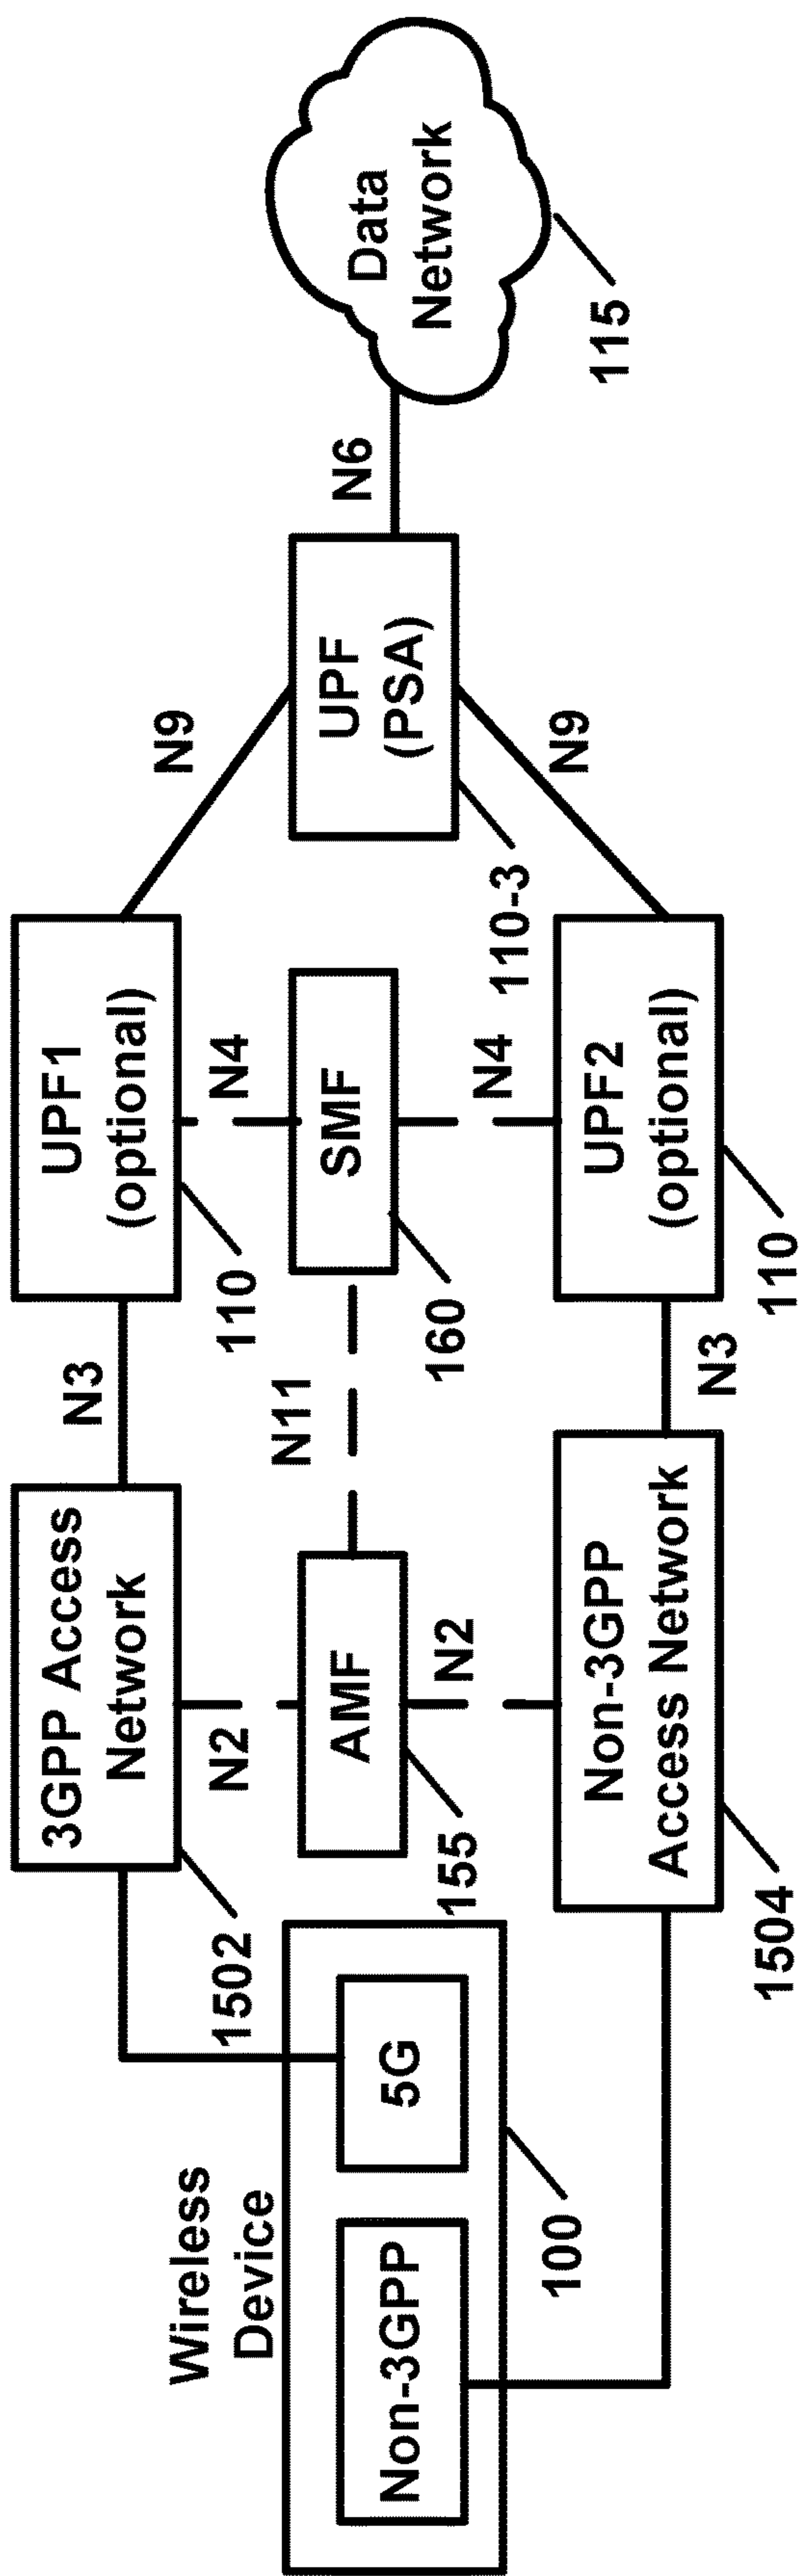 Wireless
Device
Non-3GPP
5G
100
3GPP Access
Network
1502
N2
AMF
155
N2
Non-3GPP
Access Network
1504
N3
N11
N3
UPF1
(optional)
110
N4
SMF
160
N4
UPF2
(optional)
110
N9
UPF
(PSA)
110-3
N9
N6
Data
Network
115